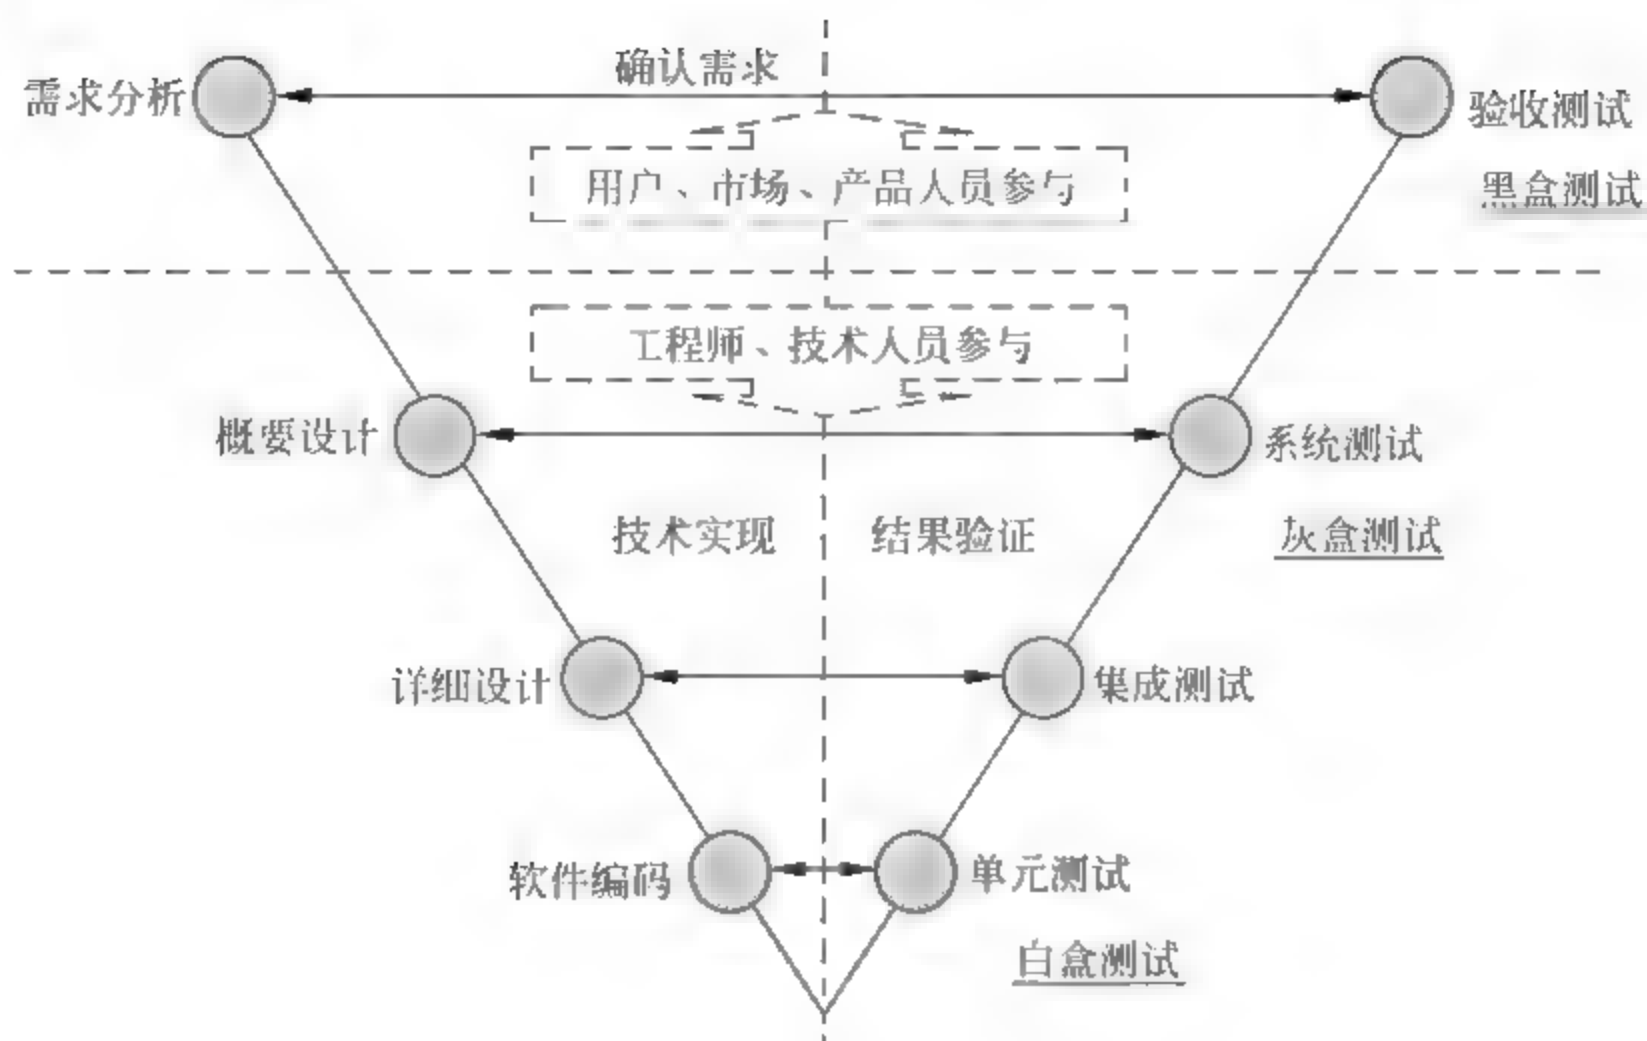 确认需求
需求分析
验收测试
用户、市场、产品人员参与
黑盒测试
工程师、技术人员参与
概要设计
系统测试
技术实现
结果验证
灰盒测试
详细设计
集成测试
软件编码
单元测试
白盒测试